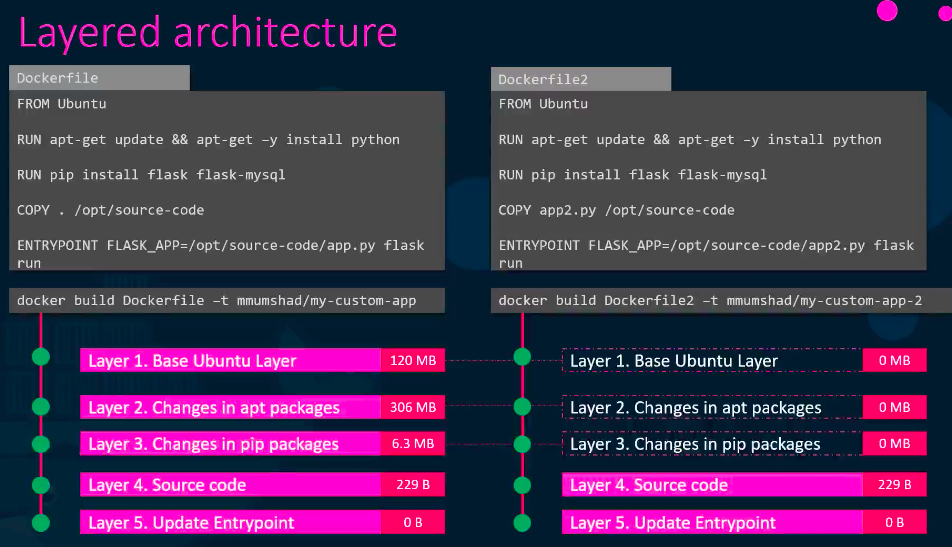 Layered architecture
Dockerfile
FROM Ubuntu
RUN apt-get update && apt-get –y install python
RUN pip install flask flask-mysql
COPY . /opt/source-code
ENTRYPOINT FLASK_APP=/opt/source-code/app.py flask
run
docker build Dockerfile –t mmumshad/my-custom-app
Layer 1. Base Ubuntu Layer 120 MB
Layer 2. Changes in apt packages 306 MB
Layer 3. Changes in pip packages 6.3 MB
Layer 4. Source code 229 B
Layer 5. Update Entrypoint 0 B
Dockerfile2
FROM Ubuntu
RUN apt-get update && apt-get –y install python
RUN pip install flask flask-mysql
COPY app2.py /opt/source-code
ENTRYPOINT FLASK_APP=/opt/source-code/app2.py flask
run
docker build Dockerfile2 –t mmumshad/my-custom-app-2
Layer 1. Base Ubuntu Layer 0 MB
Layer 2. Changes in apt packages 0 MB
Layer 3. Changes in pip packages 0 MB
Layer 4. Source code 229 B
Layer 5. Update Entrypoint 0 B